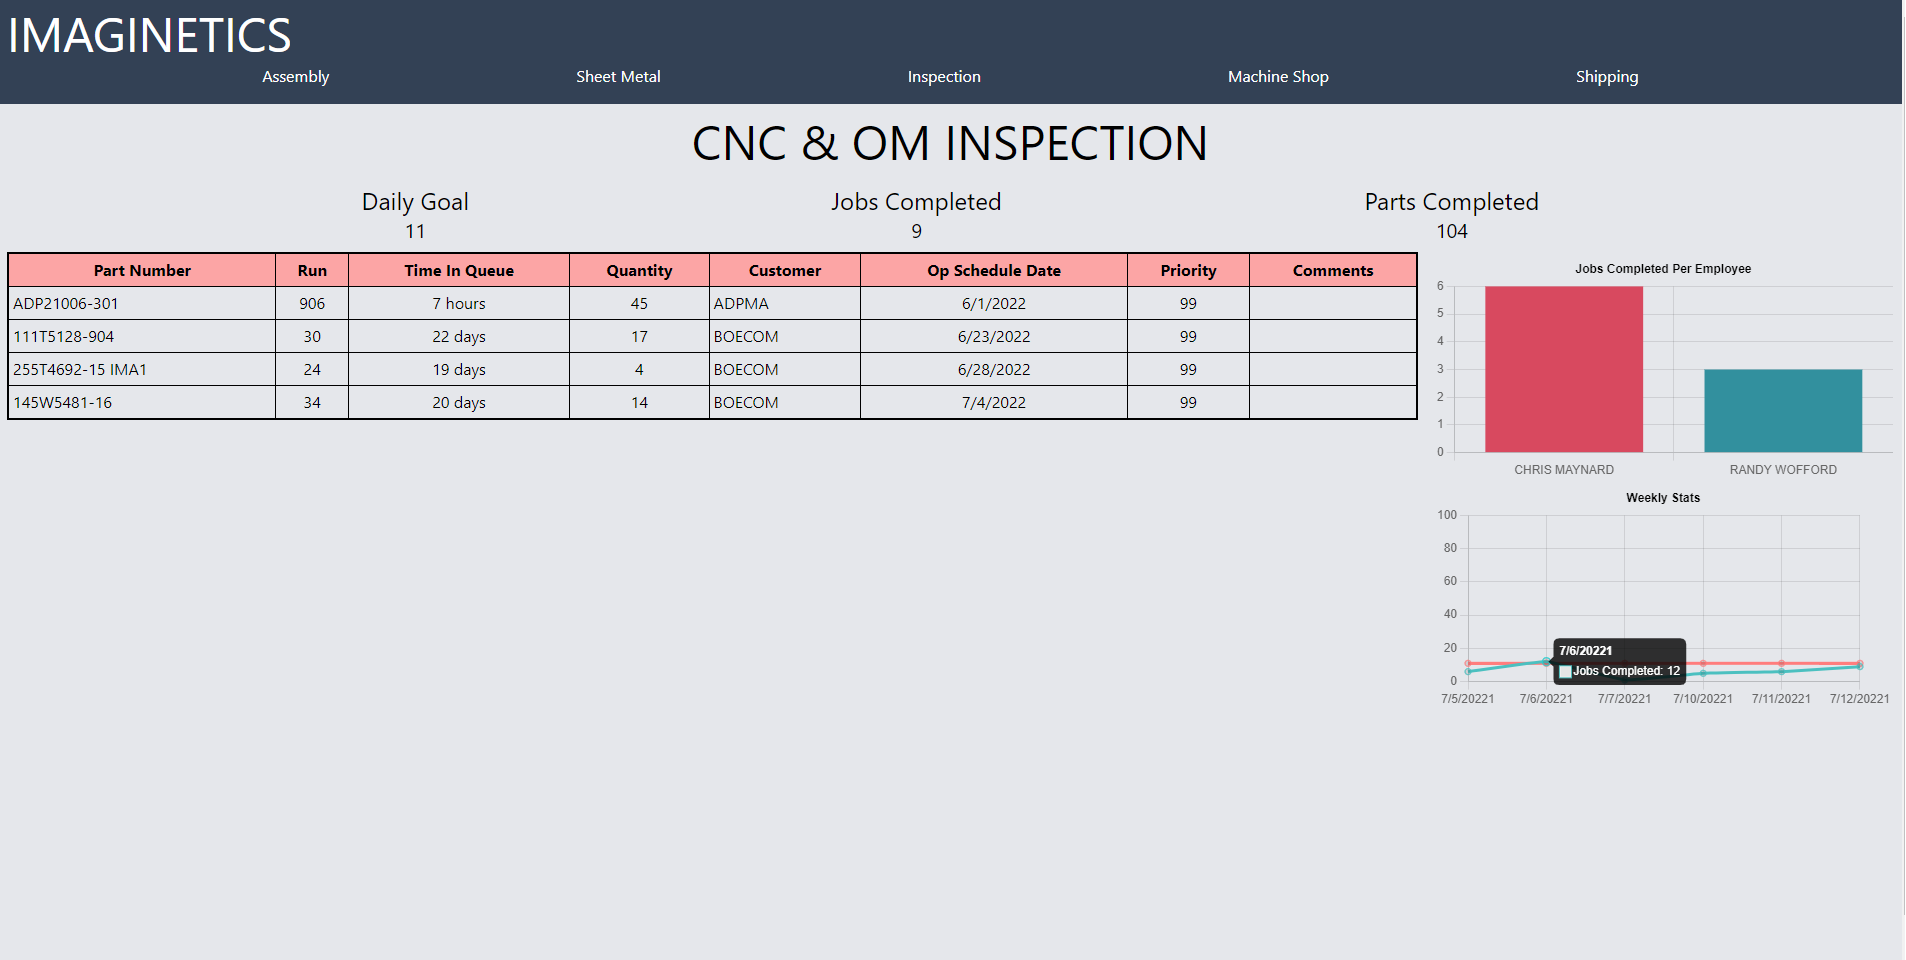 IMAGINETICS
Assembly Sheet Metal Inspection Machine Shop Shipping
CNC & OM INSPECTION
Daily Goal Jobs Completed Parts Completed
11 9 104
Part Number Run Time In Queue Quantity Customer Op Schedule Date Priority Comments
ADP21006-301 906 7 hours 45 ADPMA 6/1/2022 99
111T5128-904 30 22 days 17 BOECOM 6/23/2022 99
255T4692-15 IMA1 24 19 days 4 BOECOM 6/28/2022 99
145W5481-16 34 20 days 14 BOECOM 7/4/2022 99
Jobs Completed Per Employee
6
5
4
3
2
1
0
CHRIS MAYNARD RANDY WOFFORD
Weekly Stats
100
80
60
40
20
0
7/6/20221
Jobs Completed: 12
7/5/20221 7/6/20221 7/7/20221 7/10/20221 7/11/20221 7/12/20221